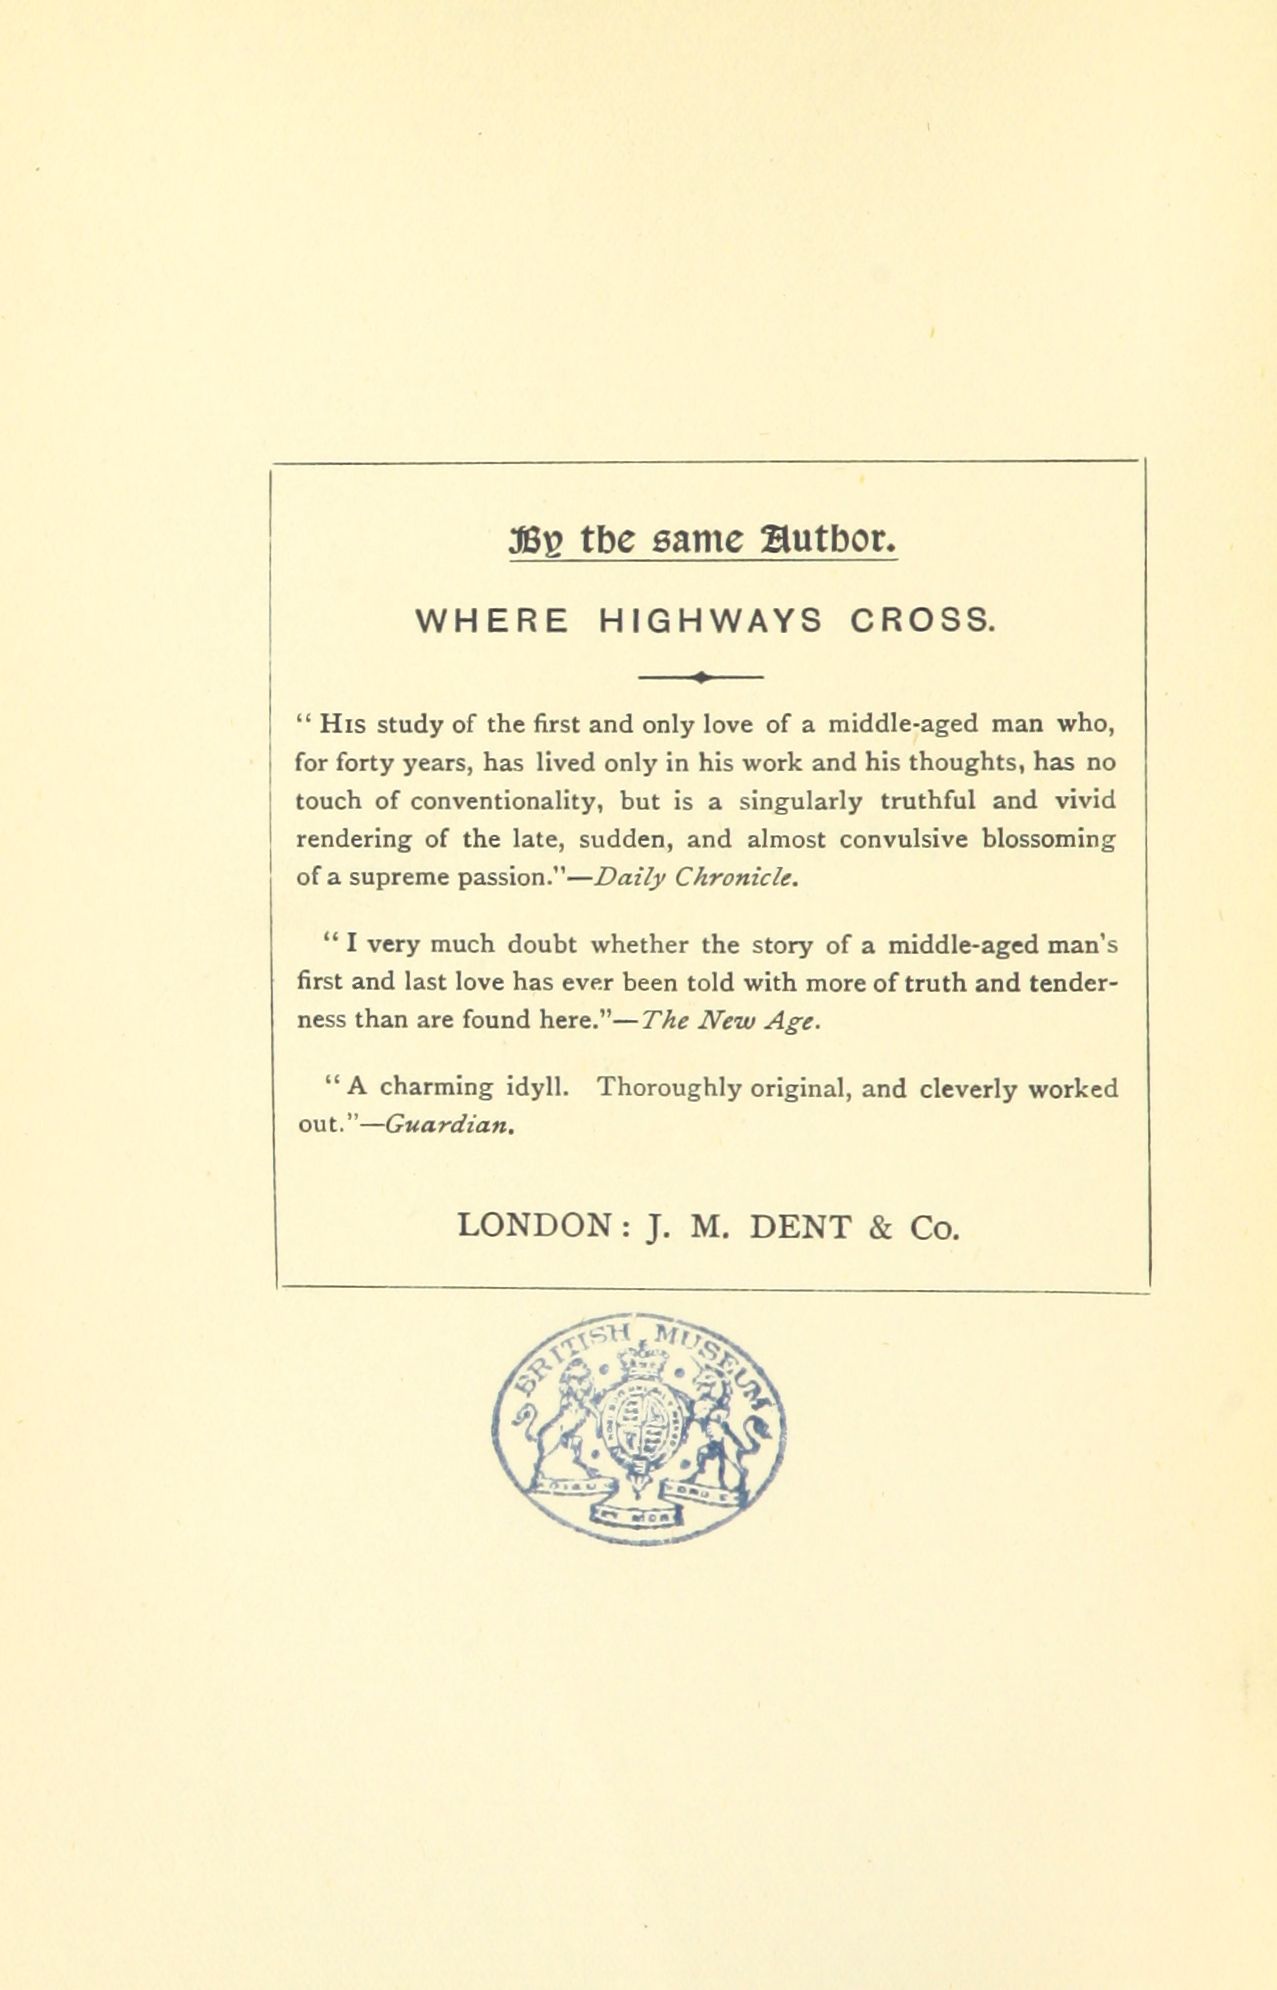 By the same Author.
WHERE HIGHWAYS CROSS.
“ HIS study of the first and only love of a middle-aged man who,
for forty years, has lived only in his work and his thoughts, has no
touch of conventionality, but is a singularly truthful and vivid
rendering of the late, sudden, and almost convulsive blossoming
of a supreme passion.”—Daily Chronicle.
“ I very much doubt whether the story of a middle-aged man's
first and last love has ever been told with more of truth and tender-
ness than are found here.”—The New Age.
“ A charming idyll. Thoroughly original, and cleverly worked
out.”—Guardian.
LONDON: J. M. DENT & Co.
BRITISH MUSEUM